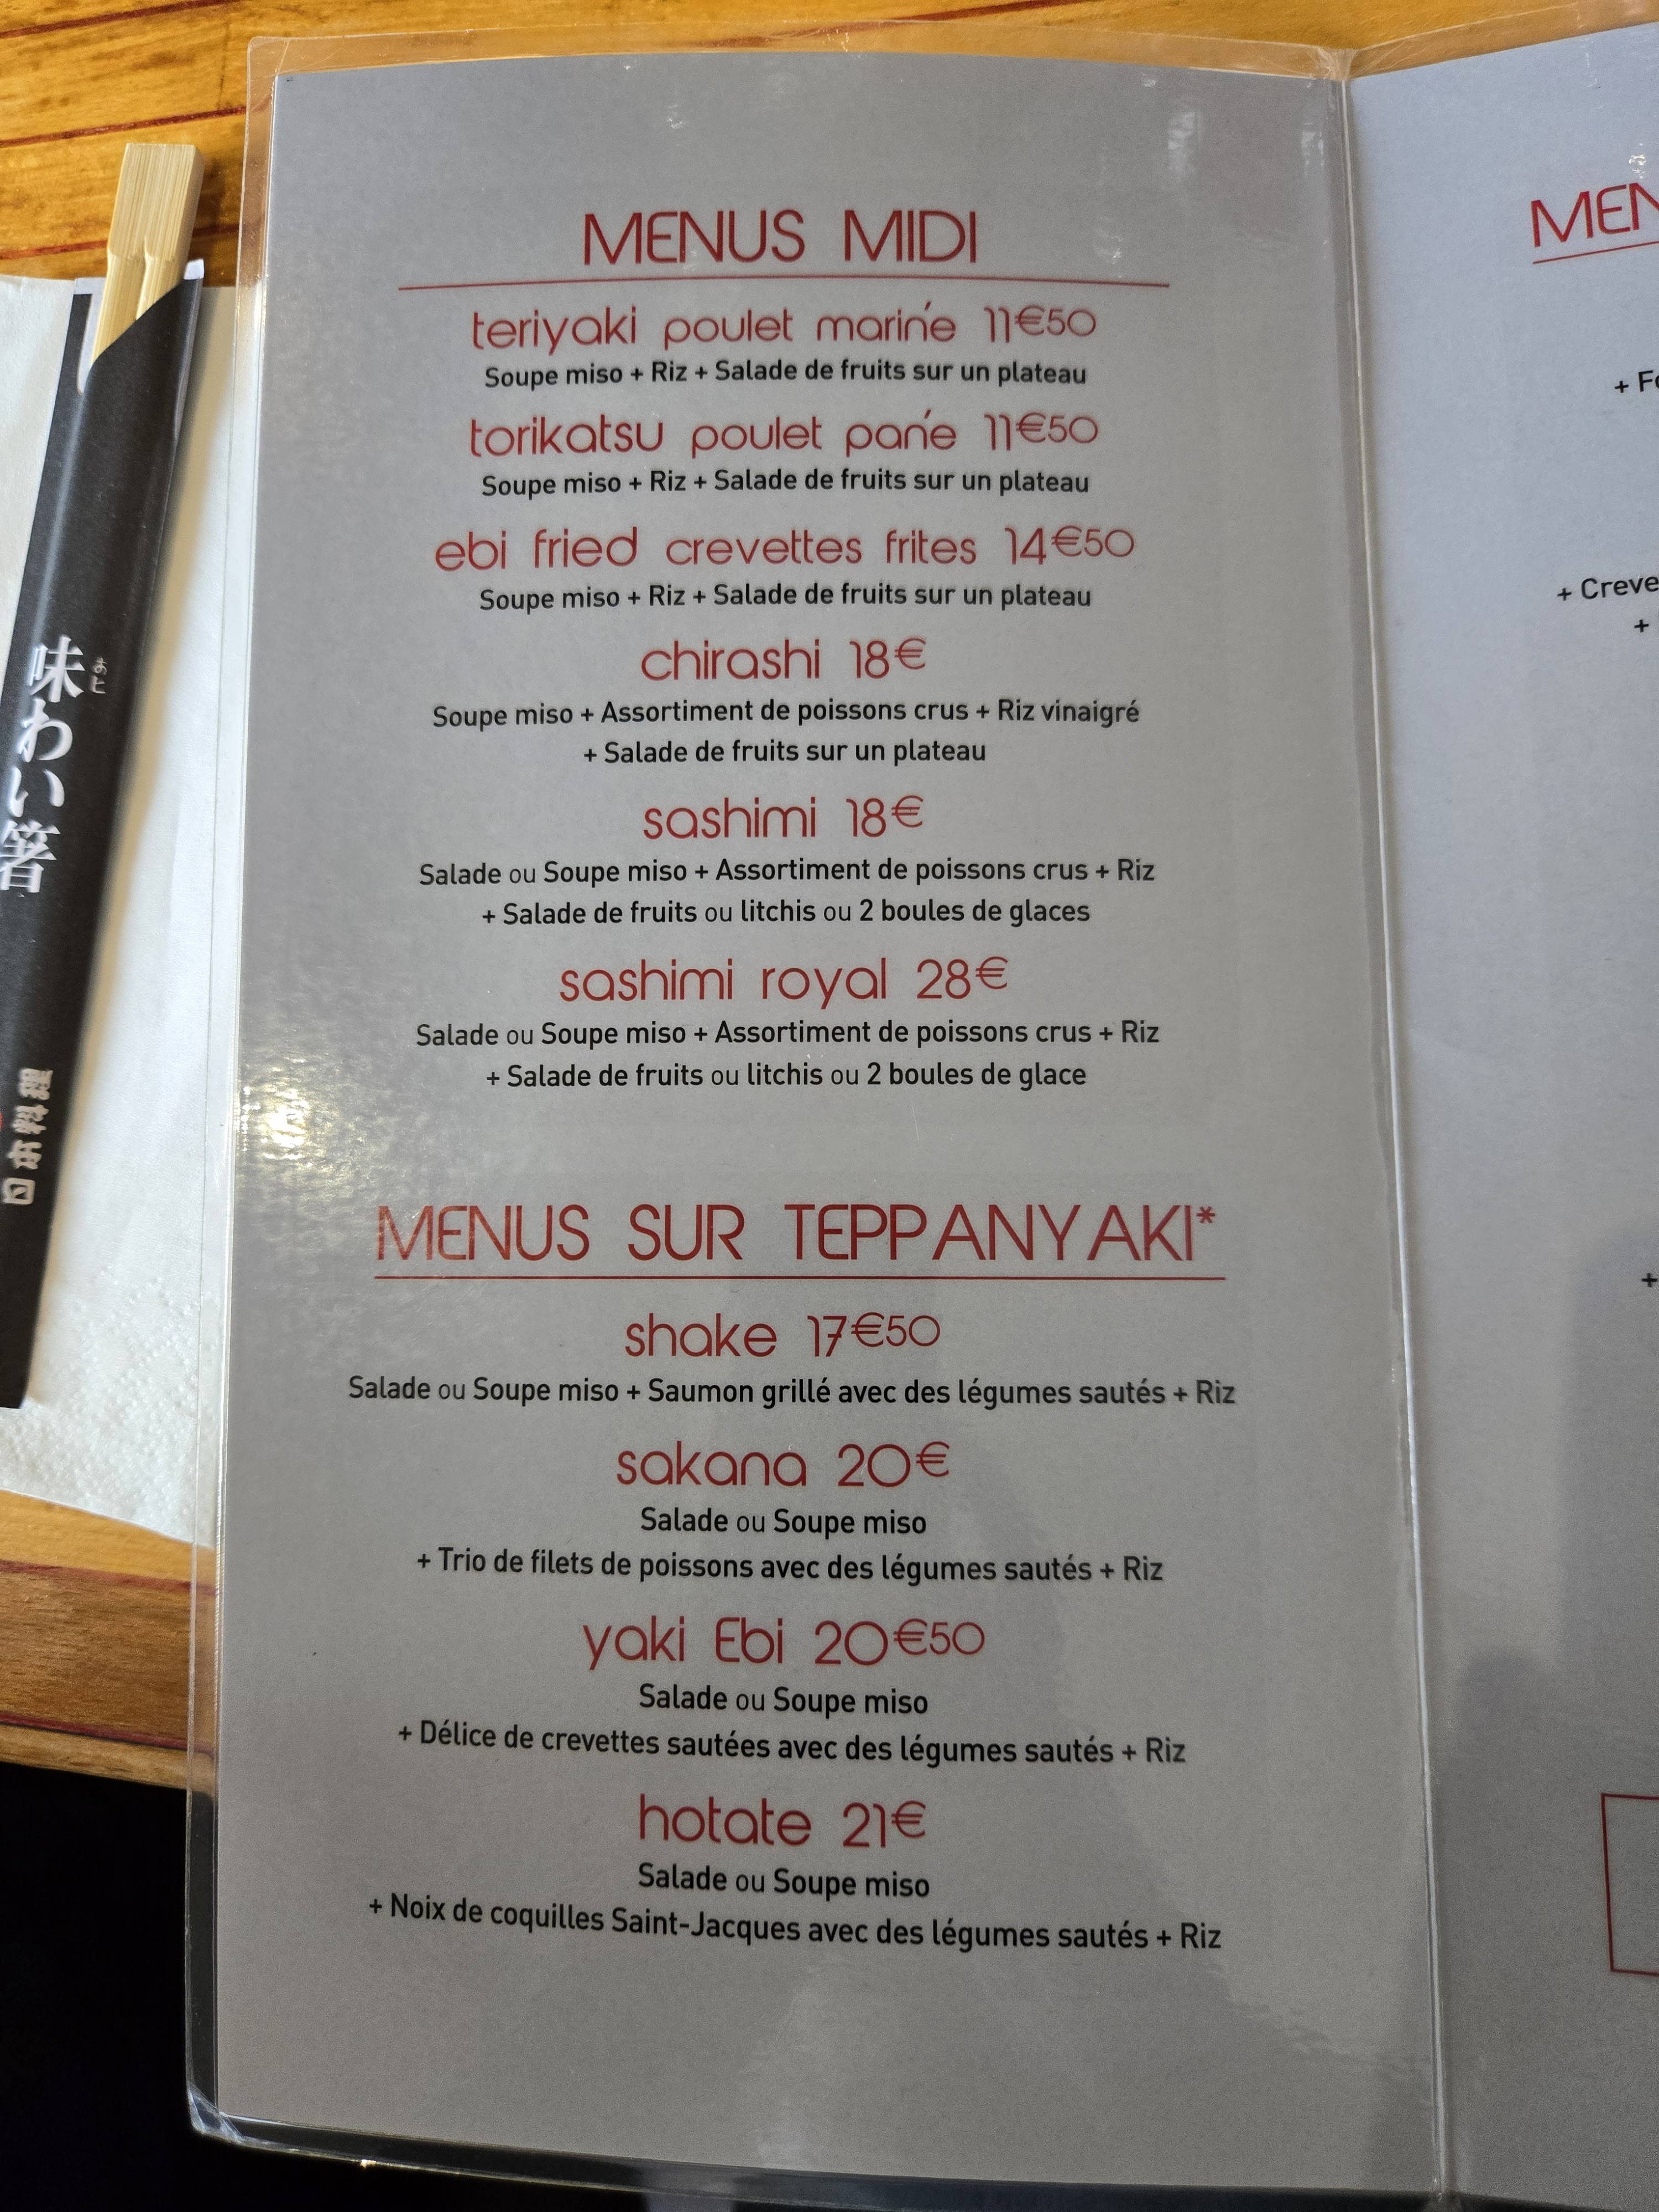 MENUS MIDI
teriyaki poulet mariné 11€50
Soupe miso + Riz + Salade de fruits sur un plateau
torikatsu poulet pané 11€50
Soupe miso + Riz + Salade de fruits sur un plateau
ebi fried crevettes frites 14€50
Soupe miso + Riz + Salade de fruits sur un plateau
chirashi 18€
Soupe miso + Assortiment de poissons crus + Riz vinaigré
+ Salade de fruits sur un plateau
sashimi 18€
Salade ou Soupe miso + Assortiment de poissons crus + Riz
+ Salade de fruits ou litchis ou 2 boules de glaces
sashimi royal 28€
Salade ou Soupe miso + Assortiment de poissons crus + Riz
+ Salade de fruits ou litchis ou 2 boules de glace
MENUS SUR TEPPANYAKI*
shake 17€50
Salade ou Soupe miso + Saumon grillé avec des légumes sautés + Riz
sakana 20€
Salade ou Soupe miso
+ Trio de filets de poissons avec des légumes sautés + Riz
yaki Ebi 20€50
Salade ou Soupe miso
+ Délice de crevettes sautées avec des légumes sautés + Riz
hotate 21€
Salade ou Soupe miso
+ Noix de coquilles Saint-Jacques avec des légumes sautés + Riz
味わい箸